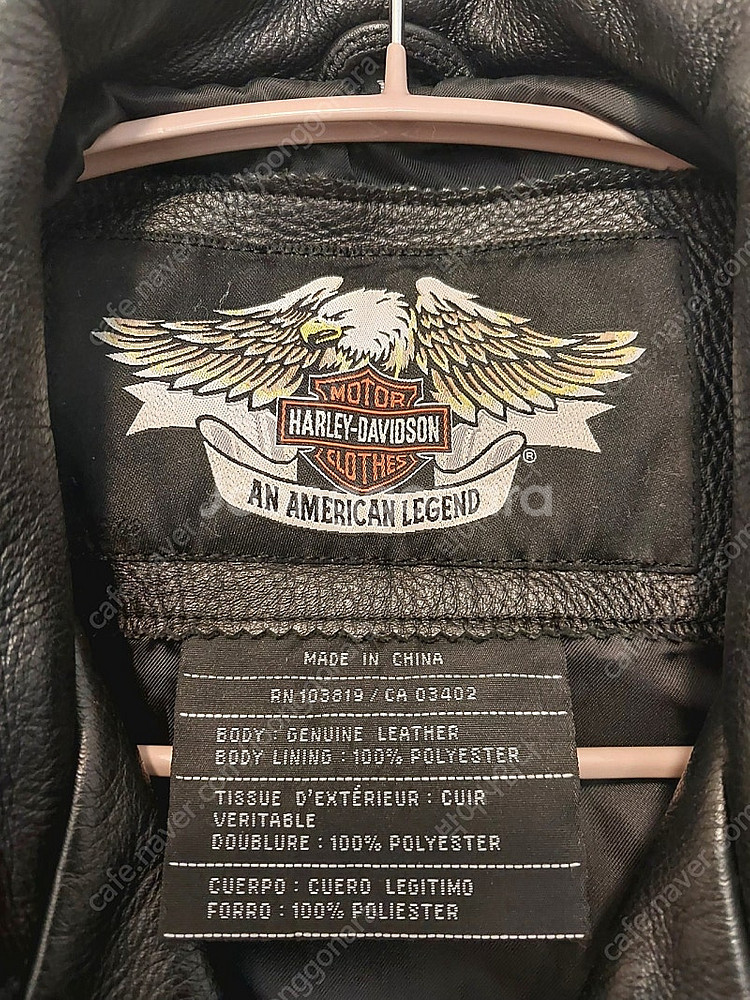 MOTOR
HARLEY-DAVIDSON
CLOTHES
®
AN AMERICAN LEGEND
MADE IN CHINA
RN 103819 / CA 03402
BODY : GENUINE LEATHER
BODY LINING : 100% POLYESTER
TISSUE D'EXTÉRIEUR : CUIR
VERITABLE
DOUBLURE : 100% POLYESTER
CUERPO : CUERO LEGITIMO
FORRO : 100% POLIESTER